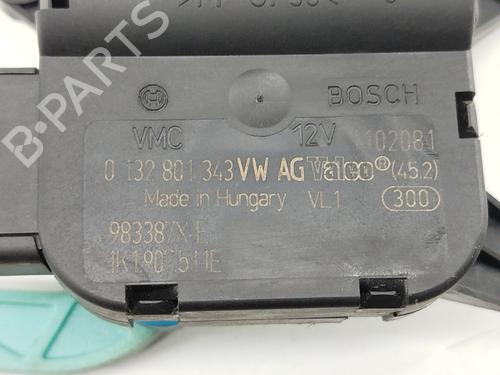 BOSCH
VMC 12V 102081
0 132 801 343 VW AG Valeo® (45.2)
Made in Hungary VL1 300
983387X-E
B-PARTS